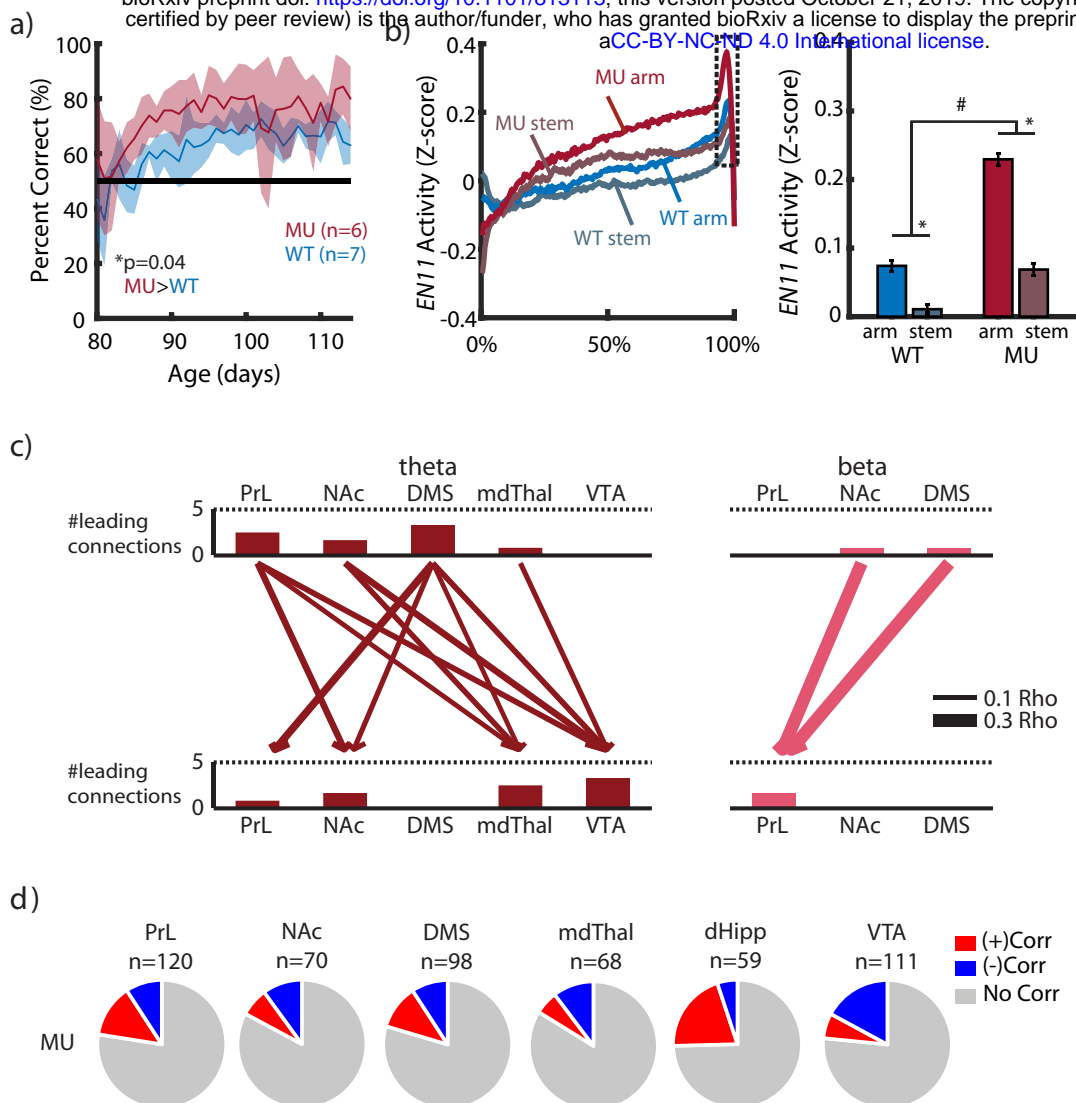 bioRxiv preprint doi: https://doi.org/10.1101/813113; this version posted October 21, 2019. The copyri
certified by peer review) is the author/funder, who has granted bioRxiv a license to display the preprin
aCC-BY-NC-ND 4.0 International license.
a)
100
80
60
40
20
0
Percent Correct (%)
MU (n=6)
WT (n=7)
*p=0.04
MU>WT
80 90 100 110
Age (days)
b)
0.4
0.2
0
-0.2
-0.4
EN11 Activity (Z-score)
MU arm
MU stem
WT arm
WT stem
0% 50% 100%
0.4
0.3
0.2
0.1
0
EN11 Activity (Z-score)
#
*
*
arm stem arm stem
WT MU
c)
theta beta
PrL NAc DMS mdThal VTA PrL NAc DMS
#leading
connections
5
0
0.1 Rho
0.3 Rho
#leading
connections
5
0
PrL NAc DMS mdThal VTA PrL NAc DMS
d)
PrL NAc DMS mdThal dHipp VTA
n=120 n=70 n=98 n=68 n=59 n=111
(+)Corr
(-)Corr
No Corr
MU